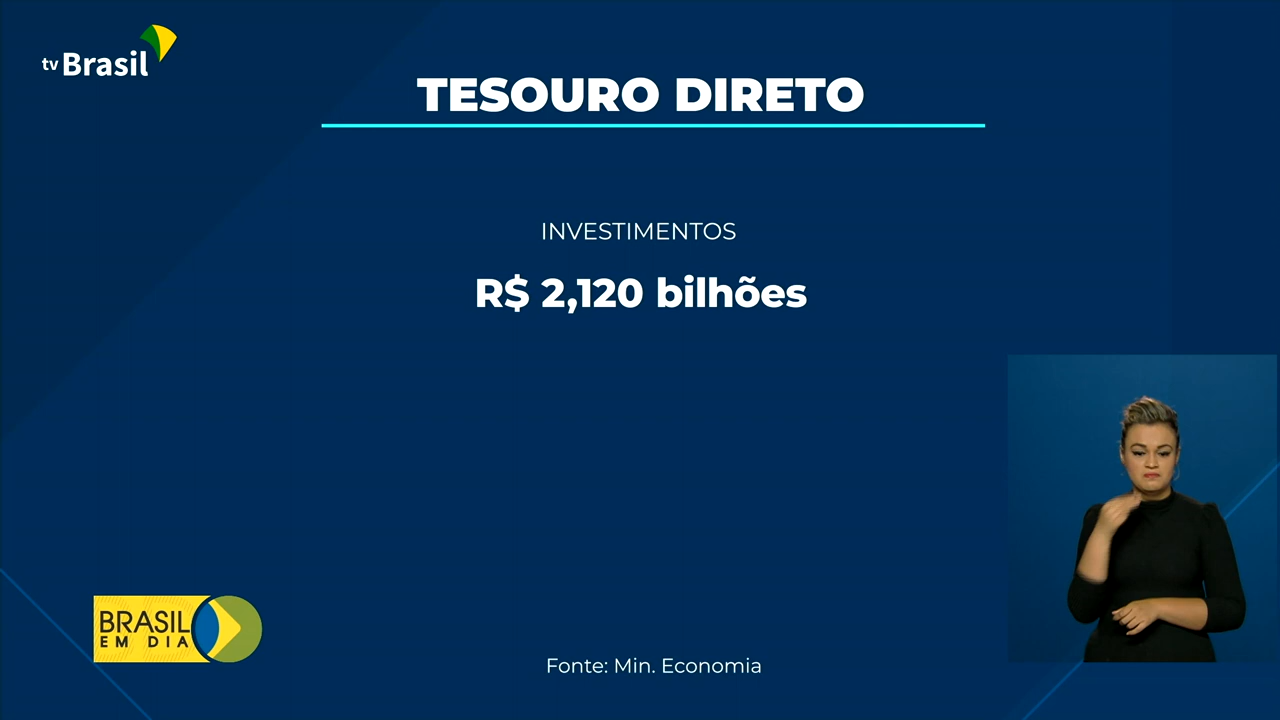 tv Brasil
TESOURO DIRETO
INVESTIMENTOS
R$ 2,120 bilhões
BRASIL
EM DIA
Fonte: Min. Economia